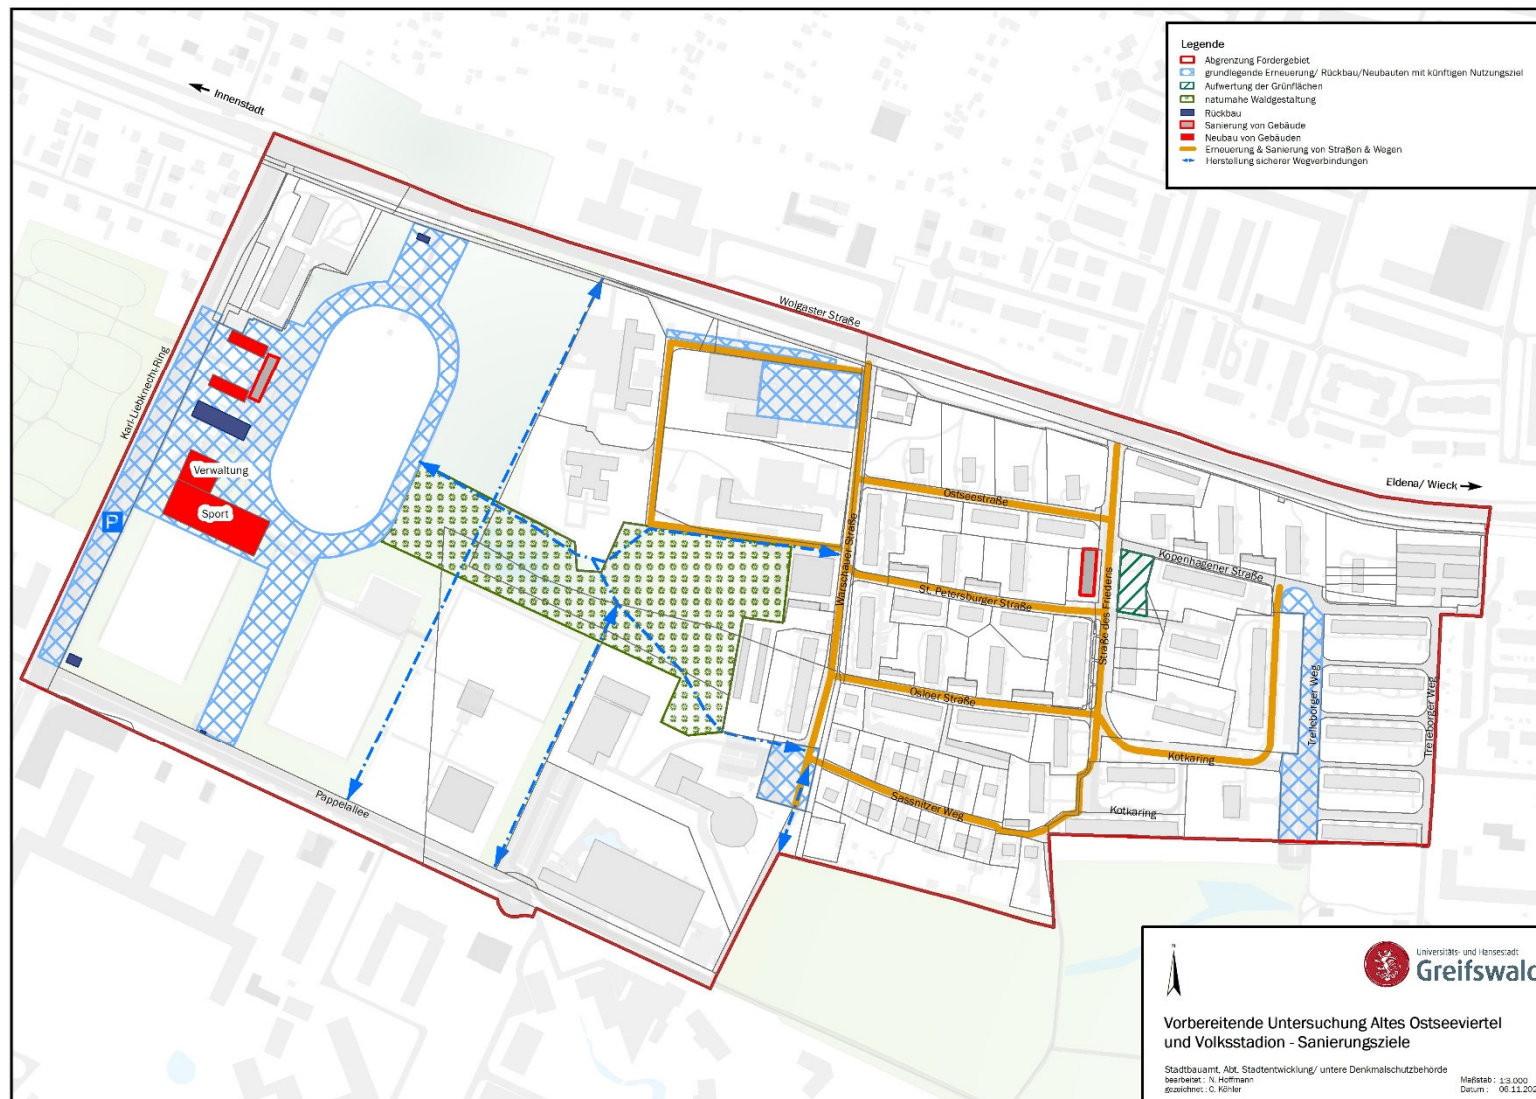 Legende
Abgrenzung Fördergebiet
grundlegende Erneuerung/ Rückbau/Neubauten mit künftigen Nutzungsziel
Aufwertung der Grünflächen
naturnahe Waldgestaltung
Rückbau
Sanierung von Gebäude
Neubau von Gebäuden
Erneuerung & Sanierung von Straßen & Wegen
Herstellung sicherer Wegverbindungen
Innenstadt
Wolgaster Straße
Karl-Liebknecht-Ring
Verwaltung
Sport
P
Eldena/ Wieck
Ostseestraße
Kopenhagener Straße
Warschauer Straße
St. Petersburger Straße
Straße des Friedens
Osloer Straße
Trelleborger Weg
Trelleborger Weg
Kotkaring
Kotkaring
Sassnitzer Weg
Pappelallee
N
Universitäts- und Hansestadt
Greifswald
Vorbereitende Untersuchung Altes Ostseeviertel
und Volksstadion - Sanierungsziele
Stadtbauamt, Abt. Stadtentwicklung/ untere Denkmalschutzbehörde
bearbeitet : N. Hoffmann
gezeichnet : C. Köhler
Maßstab : 1:3.000
Datum : 06.11.202